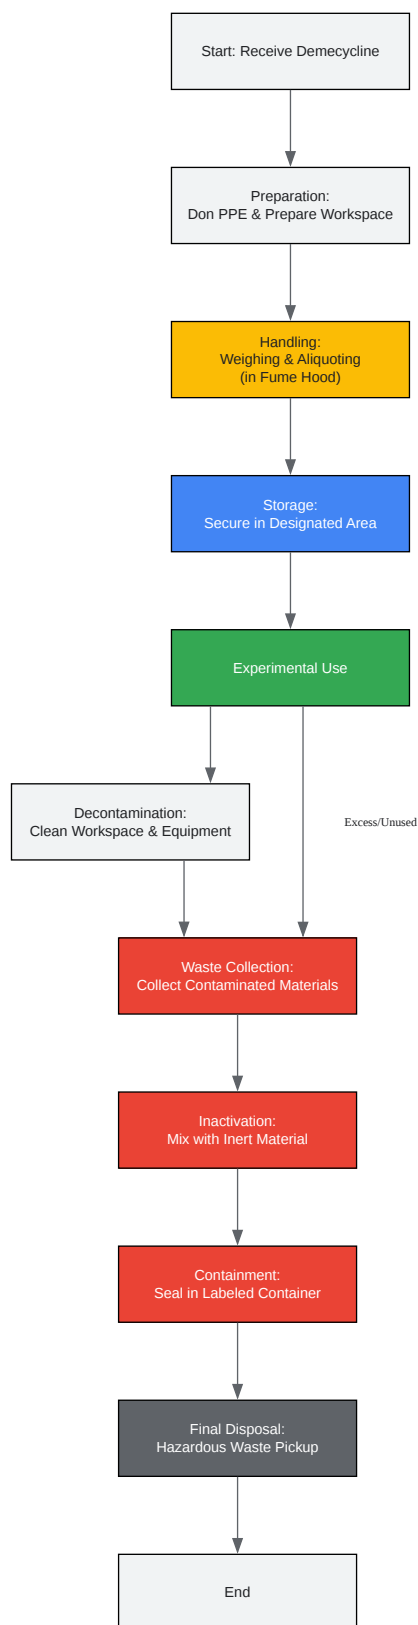 Start: Receive Demecycline
Preparation:
Don PPE & Prepare Workspace
Handling:
Weighing & Aliquoting
(in Fume Hood)
Storage:
Secure in Designated Area
Experimental Use
Decontamination:
Clean Workspace & Equipment
Excess/Unused
Waste Collection:
Collect Contaminated Materials
Inactivation:
Mix with Inert Material
Containment:
Seal in Labeled Container
Final Disposal:
Hazardous Waste Pickup
End